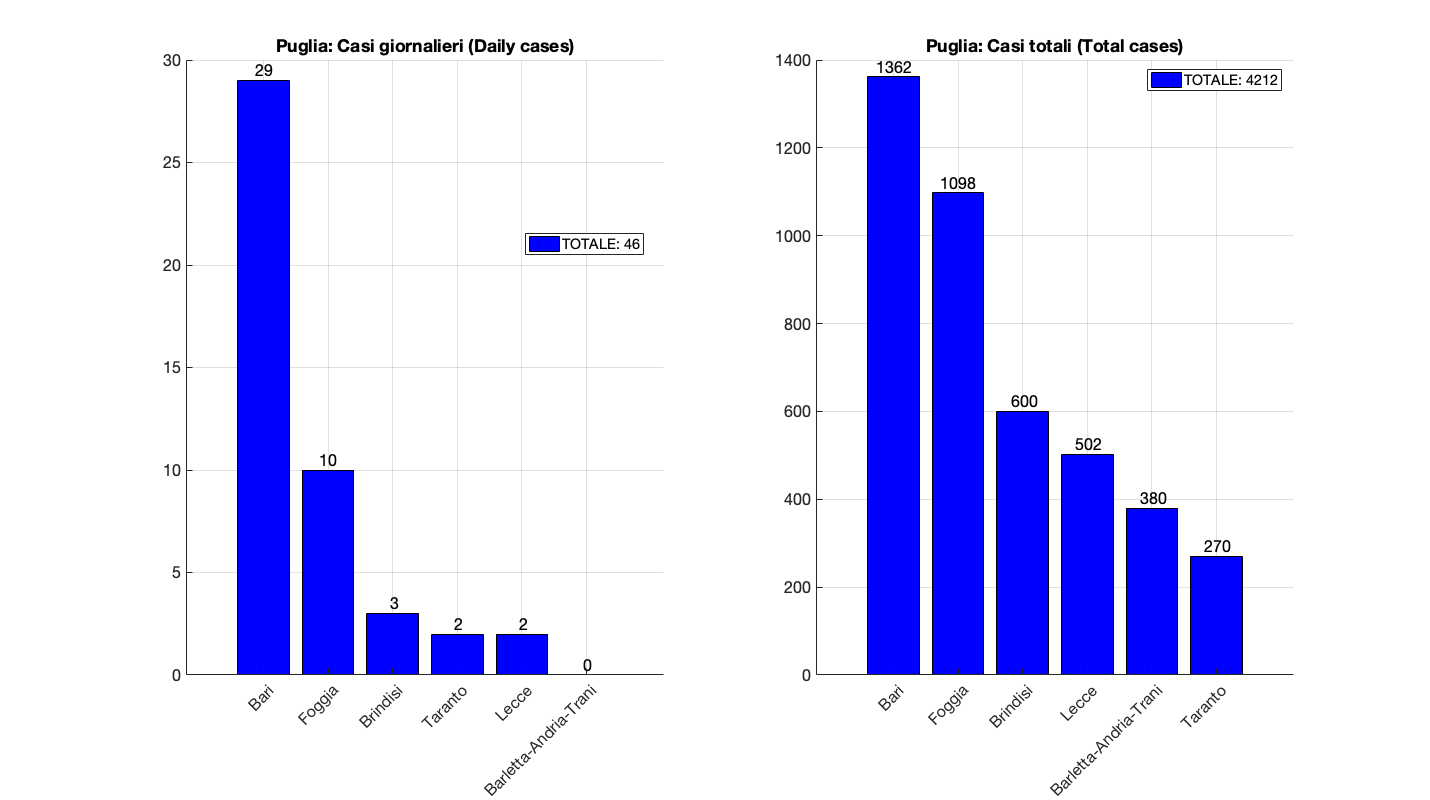 Puglia: Casi giornalieri (Daily cases)
30
25
20
15
10
5
0
29
10
3
2
2
0
TOTALE: 46
Bari
Foggia
Brindisi
Taranto
Lecce
Barletta-Andria-Trani
Puglia: Casi totali (Total cases)
1400
1200
1000
800
600
400
200
0
1362
1098
600
502
380
270
TOTALE: 4212
Bari
Foggia
Brindisi
Lecce
Barletta-Andria-Trani
Taranto